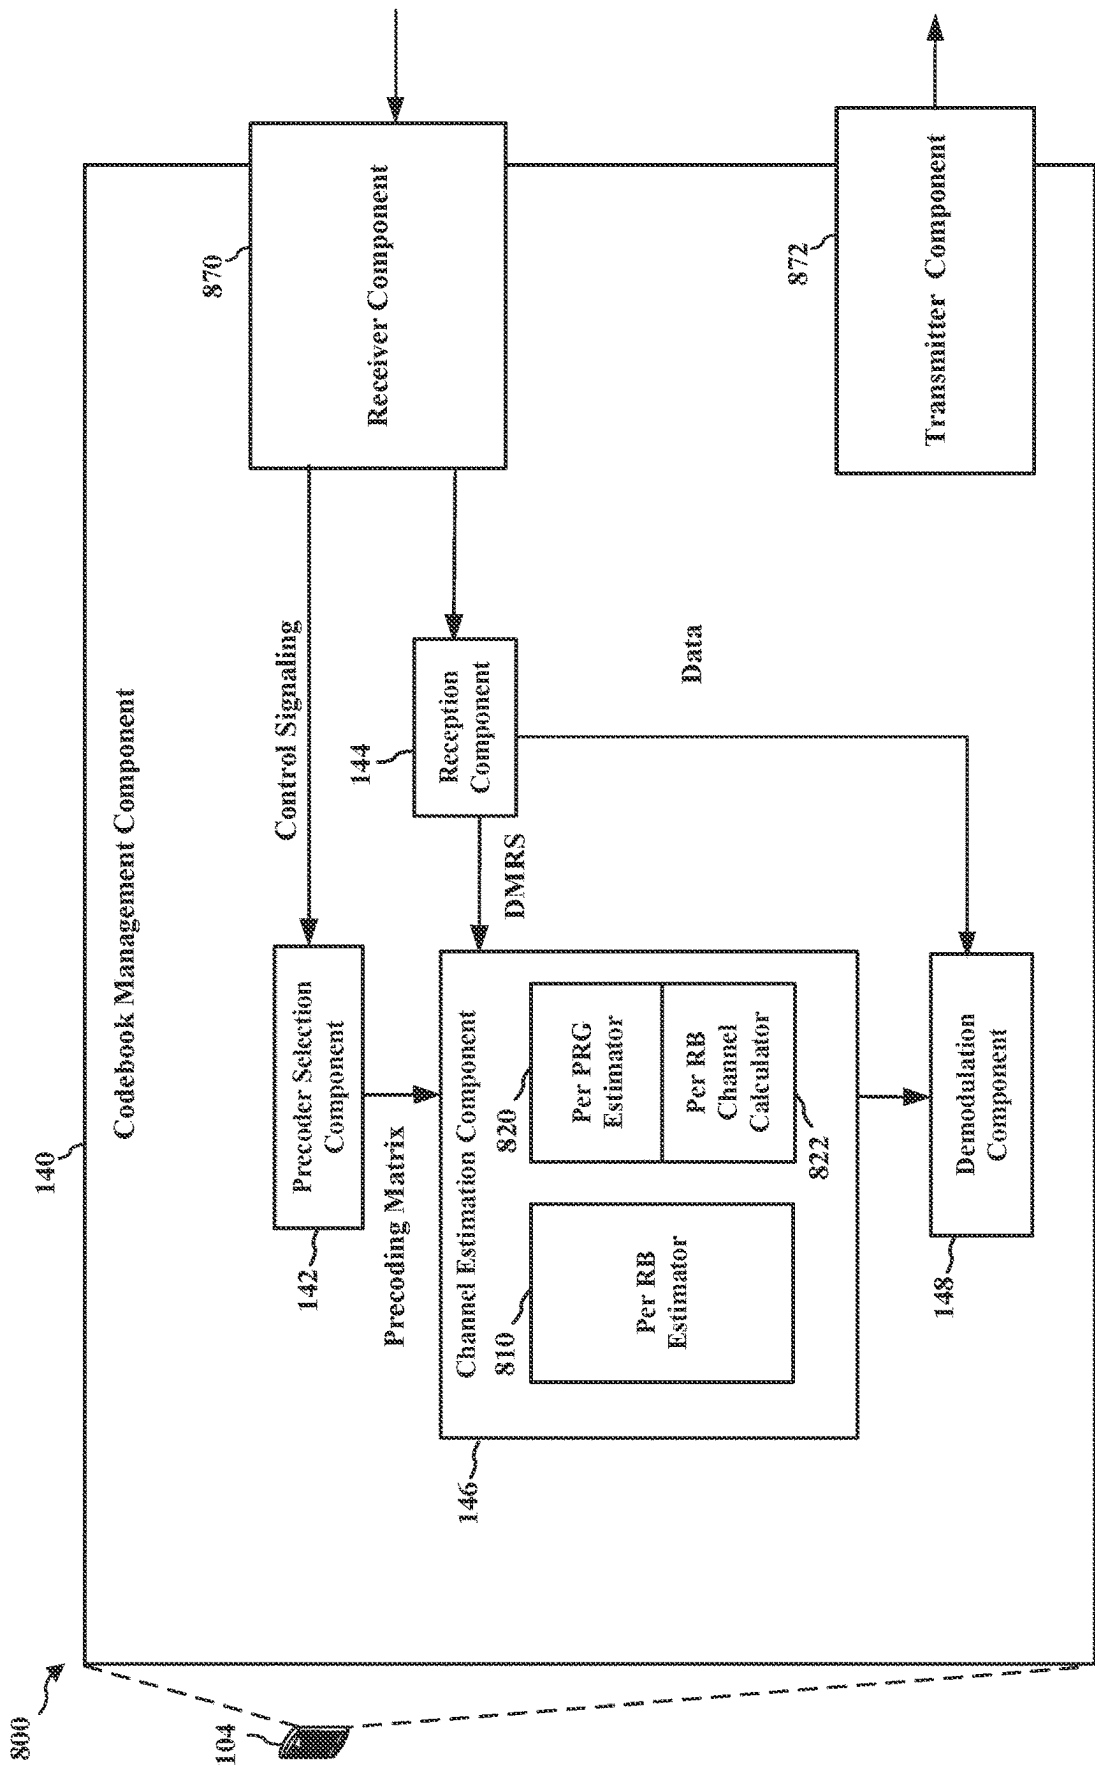 800
104
140
Codebook Management Component
142
Precoder Selection
Component
Control Signaling
870
Receiver Component
Precoding Matrix
144
Reception
Component
DMRS
146
Channel Estimation Component
810
Per RB
Estimator
820
Per PRG
Estimator
Per RB
Channel
Calculator
822
Data
148
Demodulation
Component
872
Transmitter Component